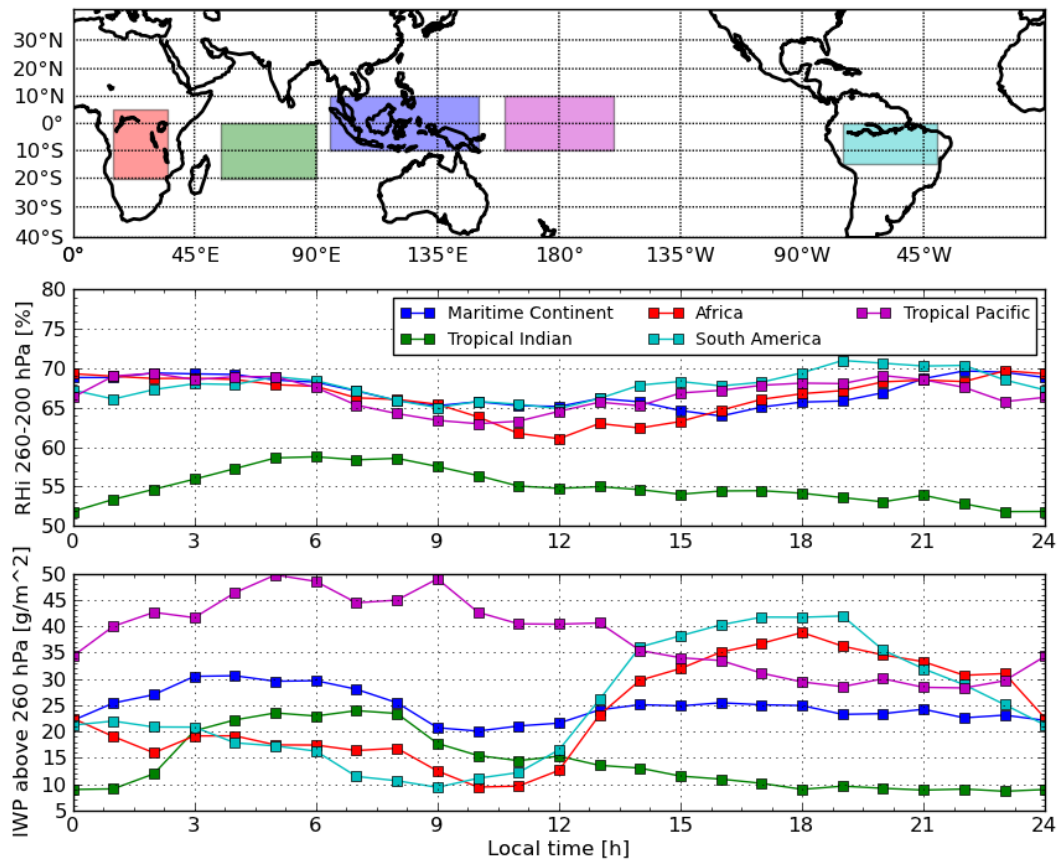 30°N
20°N
10°N
0°
10°S
20°S
30°S
40°S
0° 45°E 90°E 135°E 180° 135°W 90°W 45°W
RHi 260-200 hPa [%]
80
75
70
65
60
55
50
Maritime Continent Africa Tropical Pacific
Tropical Indian South America
0 3 6 9 12 15 18 21 24
IWP above 260 hPa [g/m^2]
50
45
40
35
30
25
20
15
10
5
0 3 6 9 12 15 18 21 24
Local time [h]